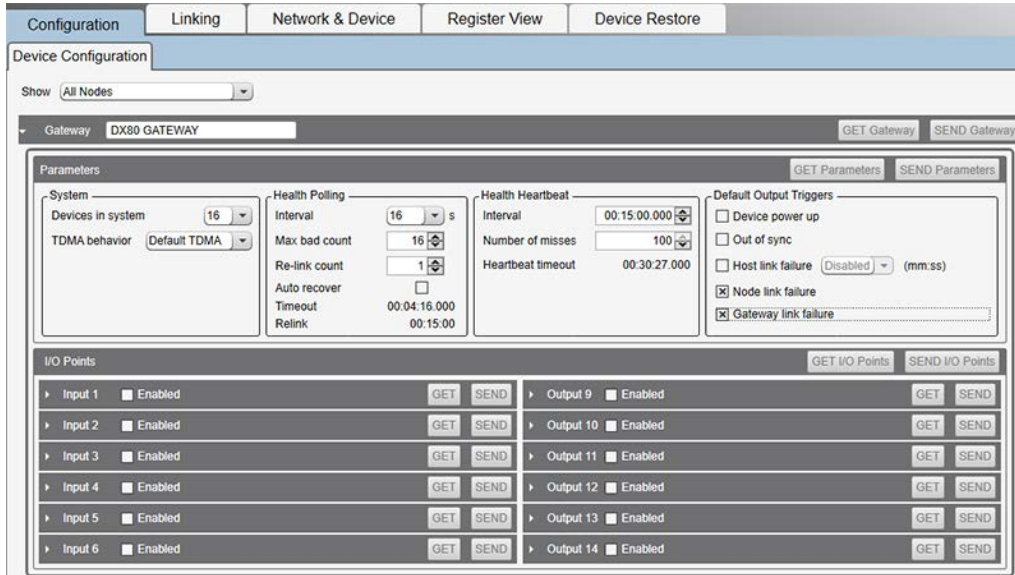 Configuration Linking Network & Device Register View Device Restore
Device Configuration
Show All Nodes
Gateway DX80 GATEWAY GET Gateway SEND Gateway
Parameters GET Parameters SEND Parameters
System
Devices in system 16
TDMA behavior Default TDMA
Health Polling
Interval 16 s
Max bad count 16
Re-link count 1
Auto recover
Timeout 00:04:16.000
Relink 00:15:00
Health Heartbeat
Interval 00:15:00.000
Number of misses 100
Heartbeat timeout 00:30:27.000
Default Output Triggers
Device power up
Out of sync
Host link failure Disabled (mm:ss)
Node link failure
Gateway link failure
I/O Points GET I/O Points SEND I/O Points
Input 1 Enabled GET SEND Output 9 Enabled GET SEND
Input 2 Enabled GET SEND Output 10 Enabled GET SEND
Input 3 Enabled GET SEND Output 11 Enabled GET SEND
Input 4 Enabled GET SEND Output 12 Enabled GET SEND
Input 5 Enabled GET SEND Output 13 Enabled GET SEND
Input 6 Enabled GET SEND Output 14 Enabled GET SEND